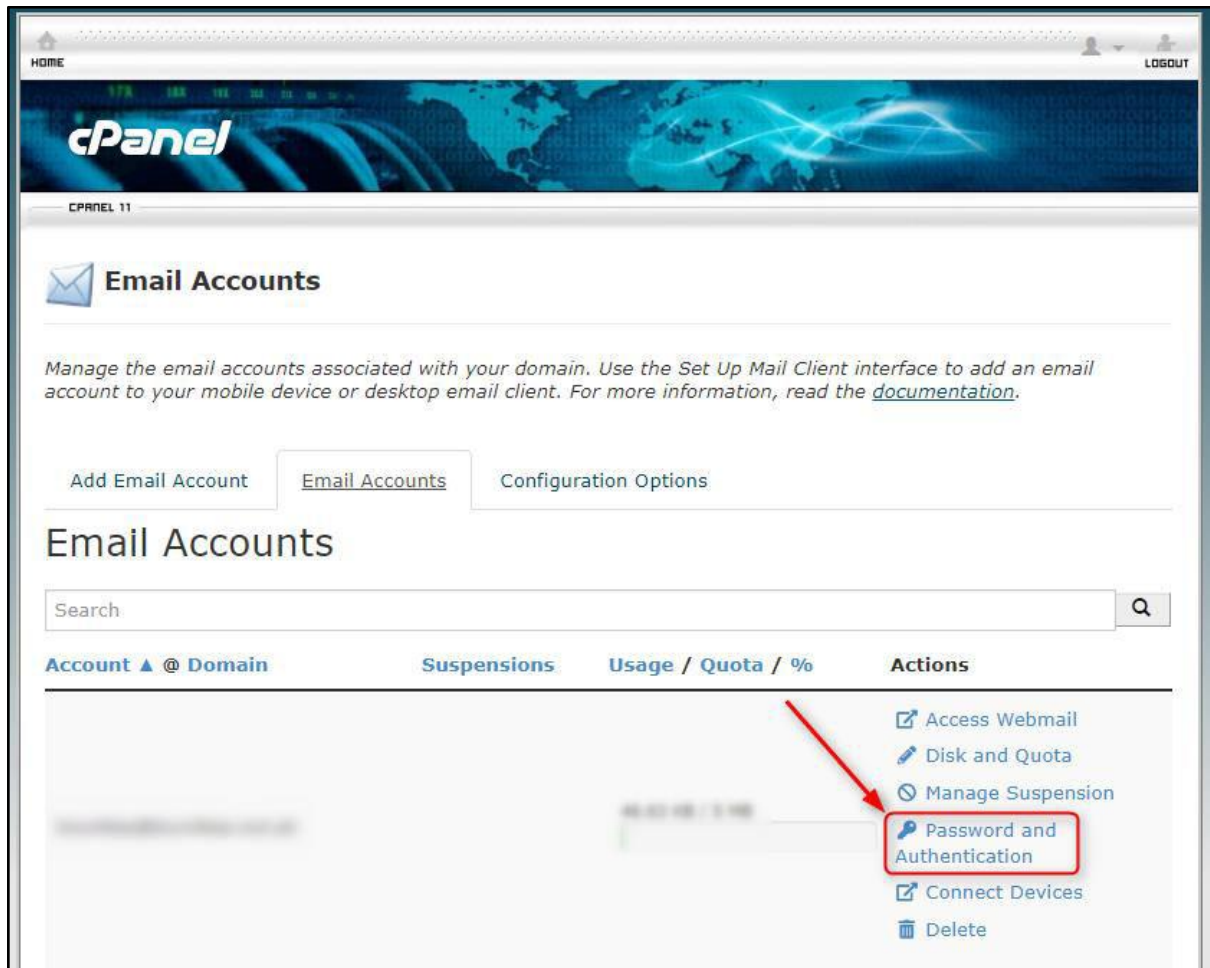 HOME
LOGOUT
cPanel
CPANEL 11
Email Accounts
Manage the email accounts associated with your domain. Use the Set Up Mail Client interface to add an email
account to your mobile device or desktop email client. For more information, read the documentation.
Add Email Account Email Accounts Configuration Options
Email Accounts
Search
Account ▲ @ Domain Suspensions Usage / Quota / % Actions
Access Webmail
Disk and Quota
Manage Suspension
Password and
Authentication
Connect Devices
Delete